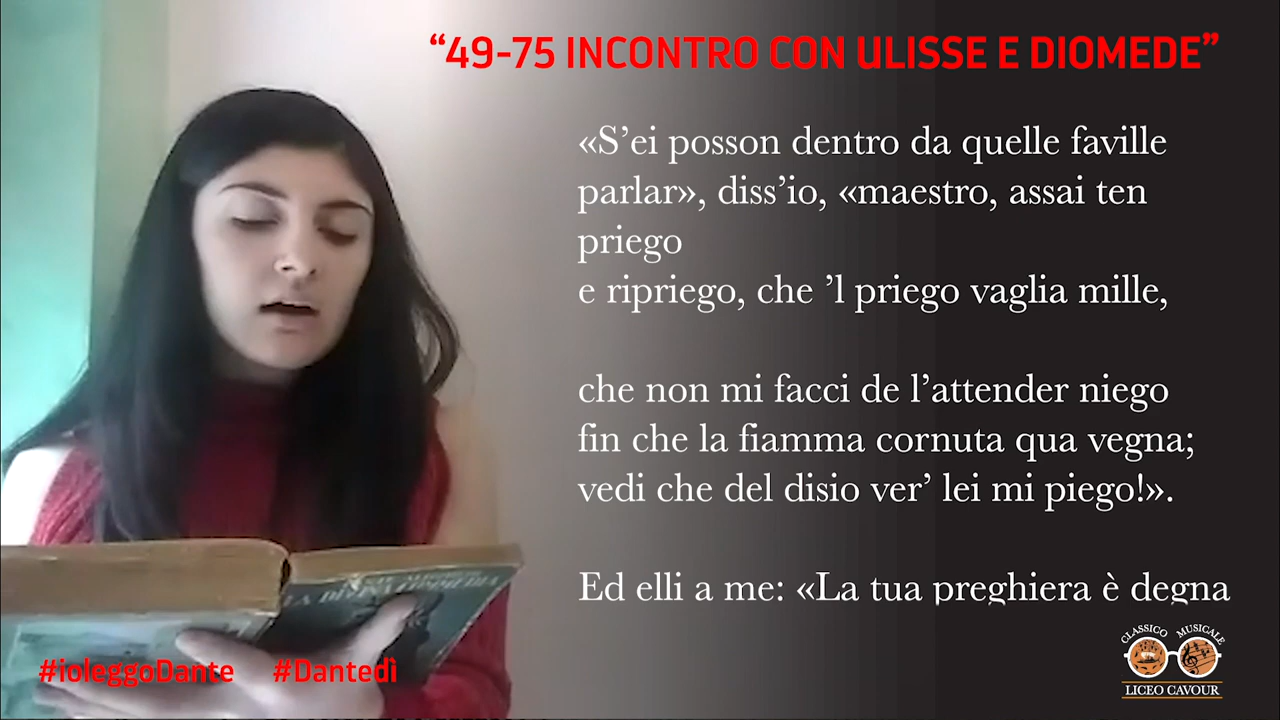 “49-75 INCONTRO CON ULISSE E DIOMEDE”
«S’ei posson dentro da quelle faville
parlar», diss’io, «maestro, assai ten
priego
e ripriego, che ’l priego vaglia mille,
che non mi facci de l’attender niego
fin che la fiamma cornuta qua vegna;
vedi che del disio ver’ lei mi piego!».
Ed elli a me: «La tua preghiera è degna
LA DIVINA COMMEDIA
#ioleggoDante #Dantedì
CLASSICO MUSICALE
LICEO CAVOUR